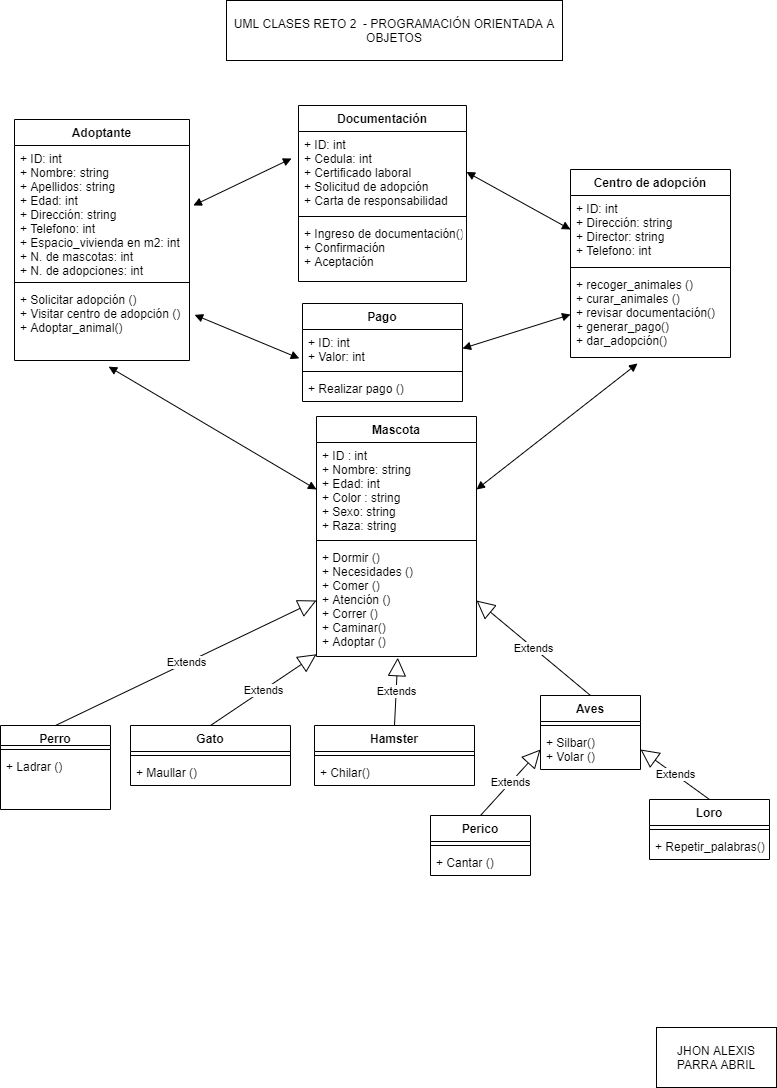 UML CLASES RETO 2 - PROGRAMACIÓN ORIENTADA A
OBJETOS
Adoptante
+ ID: int
+ Nombre: string
+ Apellidos: string
+ Edad: int
+ Dirección: string
+ Telefono: int
+ Espacio_vivienda en m2: int
+ N. de mascotas: int
+ N. de adopciones: int
+ Solicitar adopción ()
+ Visitar centro de adopción ()
+ Adoptar_animal()
Documentación
+ ID: int
+ Cedula: int
+ Certificado laboral
+ Solicitud de adopción
+ Carta de responsabilidad
+ Ingreso de documentación()
+ Confirmación
+ Aceptación
Centro de adopción
+ ID: int
+ Dirección: string
+ Director: string
+ Telefono: int
+ recoger_animales ()
+ curar_animales ()
+ revisar documentación()
+ generar_pago()
+ dar_adopción()
Pago
+ ID: int
+ Valor: int
+ Realizar pago ()
Mascota
+ ID : int
+ Nombre: string
+ Edad: int
+ Color : string
+ Sexo: string
+ Raza: string
+ Dormir ()
+ Necesidades ()
+ Comer ()
+ Atención ()
+ Correr ()
+ Caminar()
+ Adoptar ()
Extends
Extends
Extends
Extends
Perro
+ Ladrar ()
Gato
+ Maullar ()
Hamster
+ Chilar()
Aves
+ Silbar()
+ Volar ()
Extends
Extends
Perico
+ Cantar ()
Loro
+ Repetir_palabras()
JHON ALEXIS
PARRA ABRIL